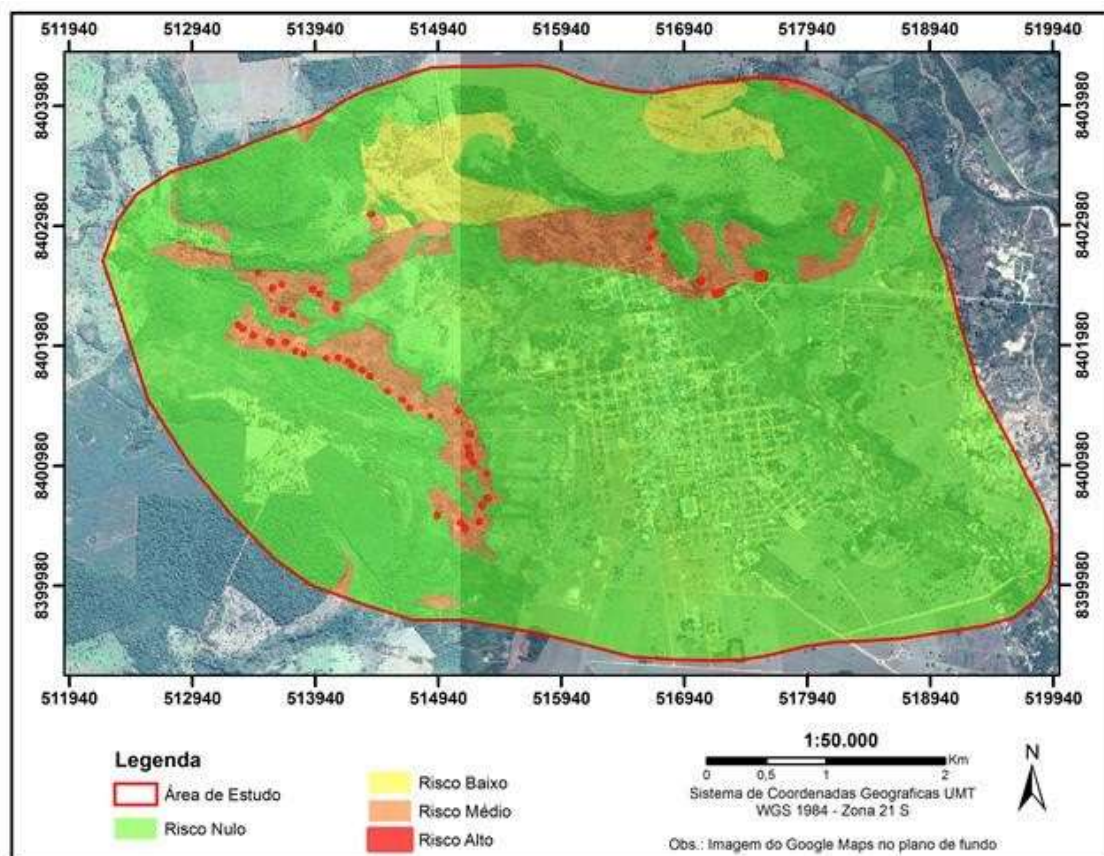 511940 512940 513940 514940 515940 516940 517940 518940 519940
8403980 8403980
8402980 8402980
8401980 8401980
8400980 8400980
8399980 8399980
511940 512940 513940 514940 515940 516940 517940 518940 519940
Legenda
Área de Estudo
Risco Nulo
Risco Baixo
Risco Médio
Risco Alto
1:50.000
Km
0 0,5 1 2
Sistema de Coordenadas Geograficas UMT
WGS 1984 - Zona 21 S
N
Obs.: Imagem do Google Maps no plano de fundo